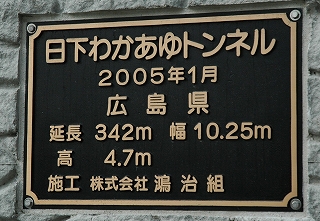 日下わかあゆトンネル
2005年1月
広島県
延長 342m 幅 10.25m
高 4.7m
施工 株式会社 鴻治組